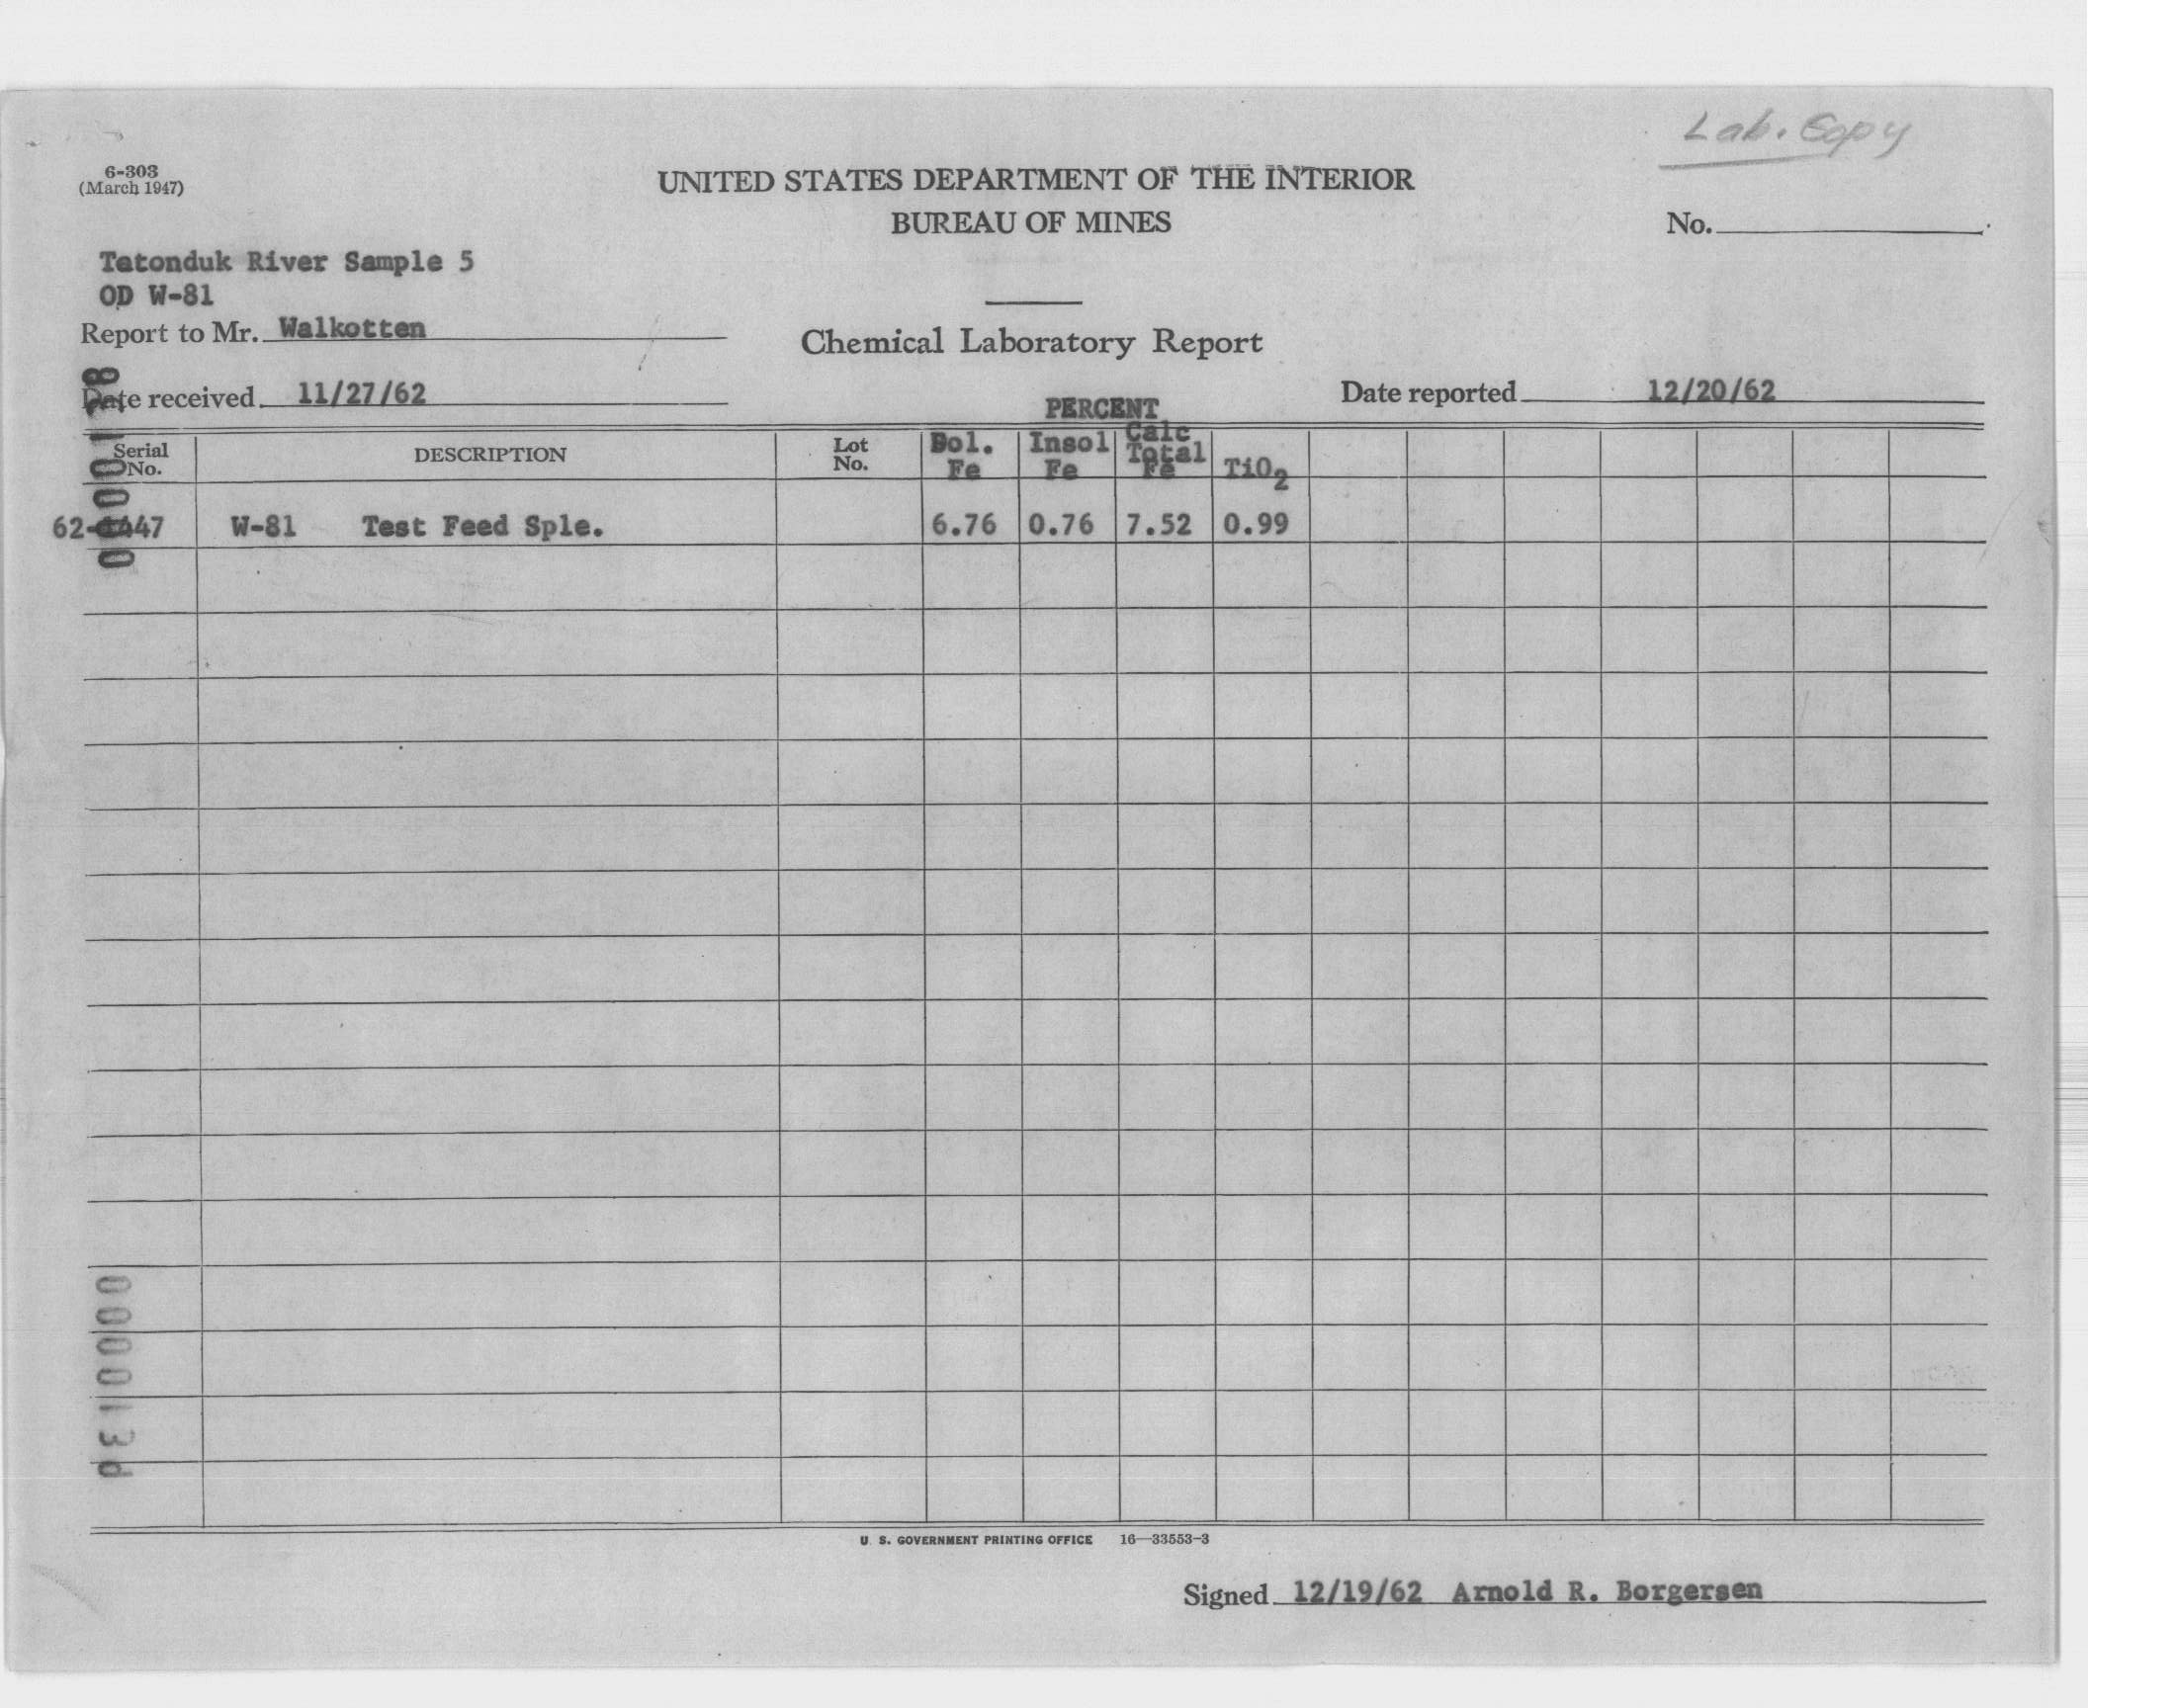 Lab. Copy
6-303
(March 1947)
UNITED STATES DEPARTMENT OF THE INTERIOR
BUREAU OF MINES
No.
Tatonduk River Sample 5
OD W-81
Report to Mr. Walkotten
Chemical Laboratory Report
Date received 11/27/62
Date reported 12/20/62
PERCENT
Serial No. DESCRIPTION Lot No. Sol. Fe Insol Fe Calc Total Fe TiO2
W-81 Test Feed Sple. 6.76 0.76 7.52 0.99
U. S. GOVERNMENT PRINTING OFFICE 16—33553-3
Signed 12/19/62 Arnold R. Borgersen